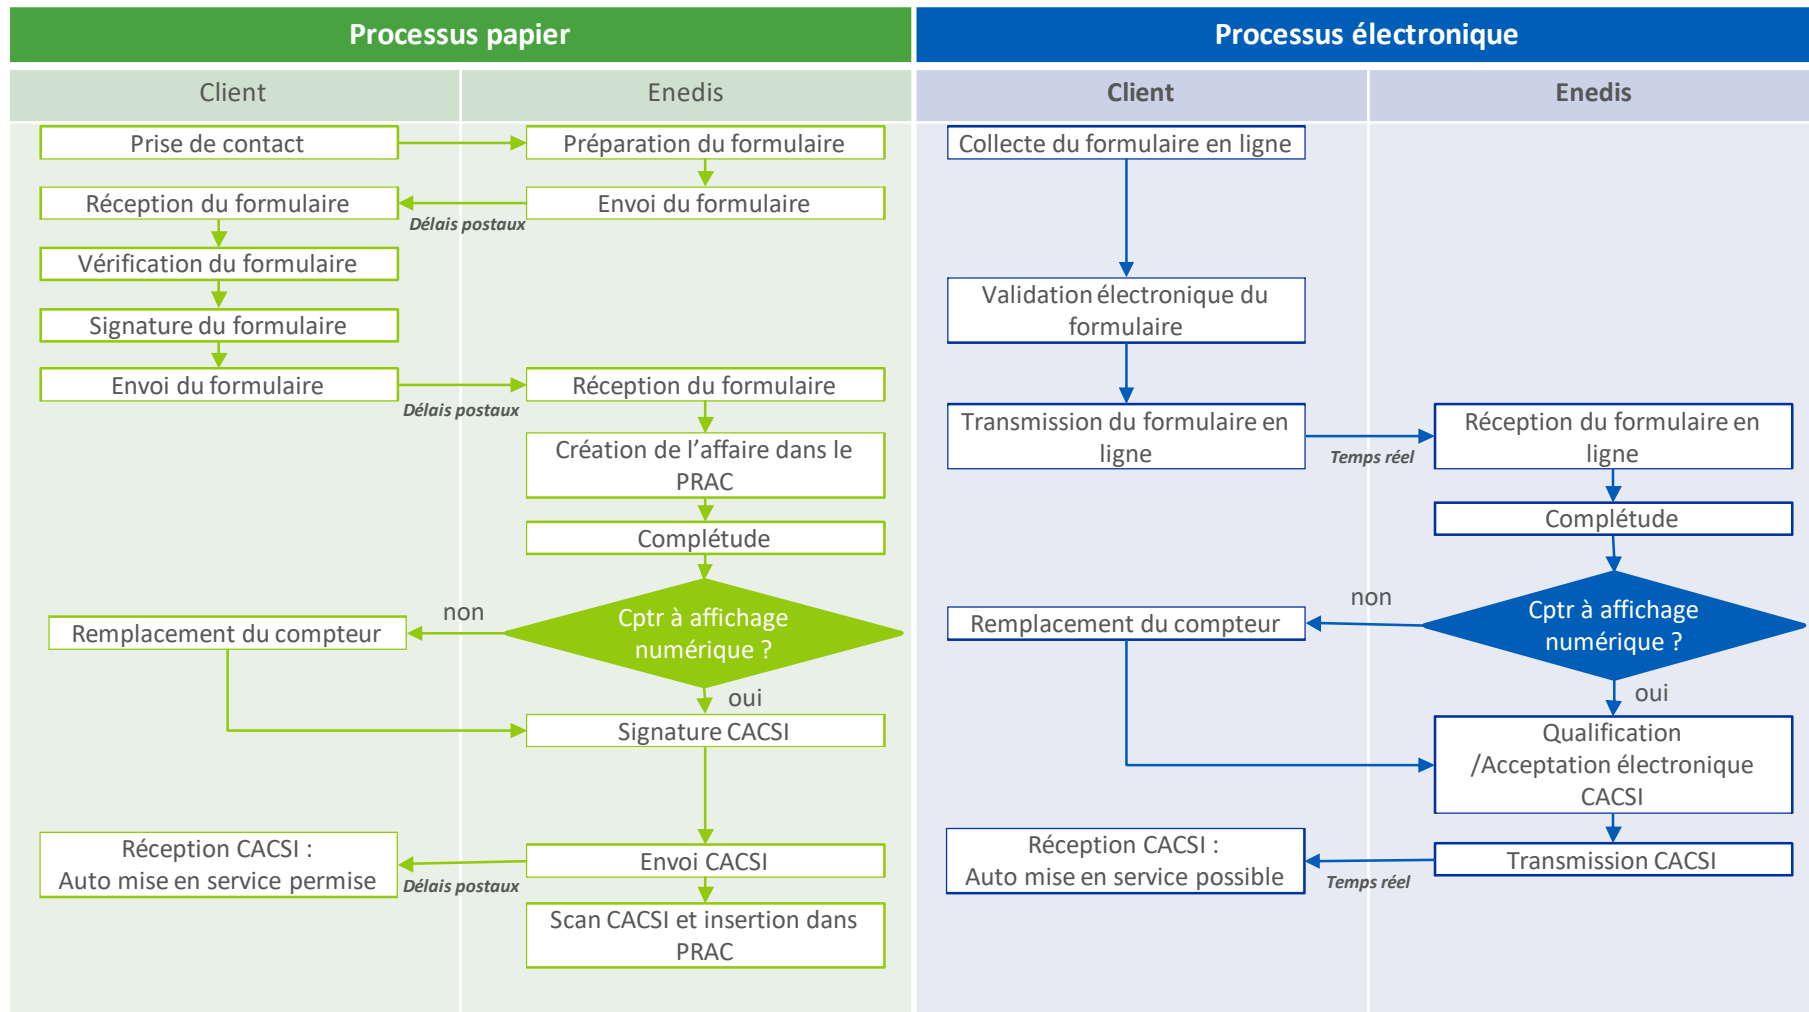 Processus papier
Client
Enedis
Prise de contact
Préparation du formulaire
Réception du formulaire
Envoi du formulaire
Délais postaux
Vérification du formulaire
Signature du formulaire
Envoi du formulaire
Réception du formulaire
Délais postaux
Création de l’affaire dans le
PRAC
Complétude
Cptr à affichage
numérique ?
non
Remplacement du compteur
oui
Signature CACSI
Réception CACSI :
Auto mise en service permise
Envoi CACSI
Délais postaux
Scan CACSI et insertion dans
PRAC
Processus électronique
Client
Enedis
Collecte du formulaire en ligne
Validation électronique du
formulaire
Transmission du formulaire en
ligne
Temps réel
Réception du formulaire en
ligne
Complétude
Cptr à affichage
numérique ?
non
Remplacement du compteur
oui
Qualification
/Acceptation électronique
CACSI
Réception CACSI :
Auto mise en service possible
Transmission CACSI
Temps réel